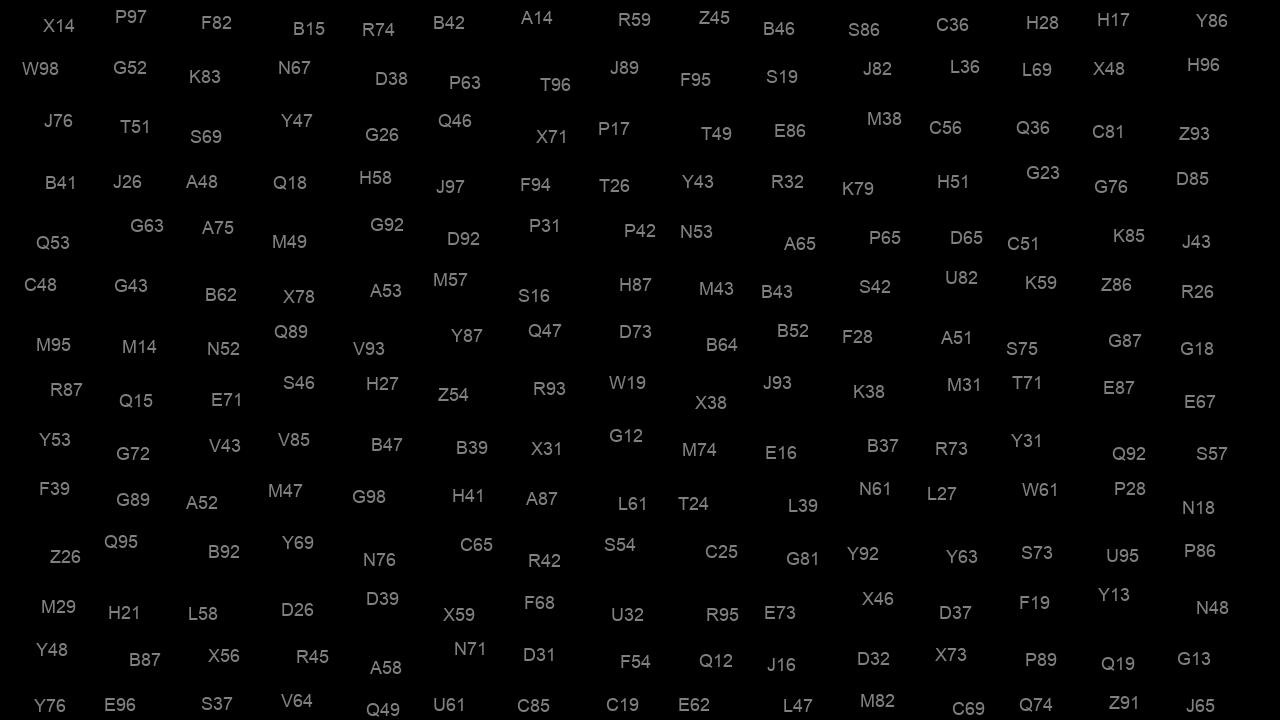 X14 P97 F82 B15 R74 B42 A14 R59 Z45 B46 S86 C36 H28 H17 Y86
W98 G52 K83 N67 D38 P63 T96 J89 F95 S19 J82 L36 L69 X48 H96
J76 T51 S69 Y47 G26 Q46 X71 P17 T49 E86 M38 C56 Q36 C81 Z93
B41 J26 A48 Q18 H58 J97 F94 T26 Y43 R32 K79 H51 G23 G76 D85
Q53 G63 A75 M49 G92 D92 P31 P42 N53 A65 P65 D65 C51 K85 J43
C48 G43 B62 X78 A53 M57 S16 H87 M43 B43 S42 U82 K59 Z86 R26
M95 M14 N52 Q89 V93 Y87 Q47 D73 B64 B52 F28 A51 S75 G87 G18
R87 Q15 E71 S46 H27 Z54 R93 W19 X38 J93 K38 M31 T71 E87 E67
Y53 G72 V43 V85 B47 B39 X31 G12 M74 E16 B37 R73 Y31 Q92 S57
F39 G89 A52 M47 G98 H41 A87 L61 T24 L39 N61 L27 W61 P28 N18
Z26 Q95 B92 Y69 N76 C65 R42 S54 C25 G81 Y92 Y63 S73 U95 P86
M29 H21 L58 D26 D39 X59 F68 U32 R95 E73 X46 D37 F19 Y13 N48
Y48 B87 X56 R45 A58 N71 D31 F54 Q12 J16 D32 X73 P89 Q19 G13
Y76 E96 S37 V64 Q49 U61 C85 C19 E62 L47 M82 C69 Q74 Z91 J65